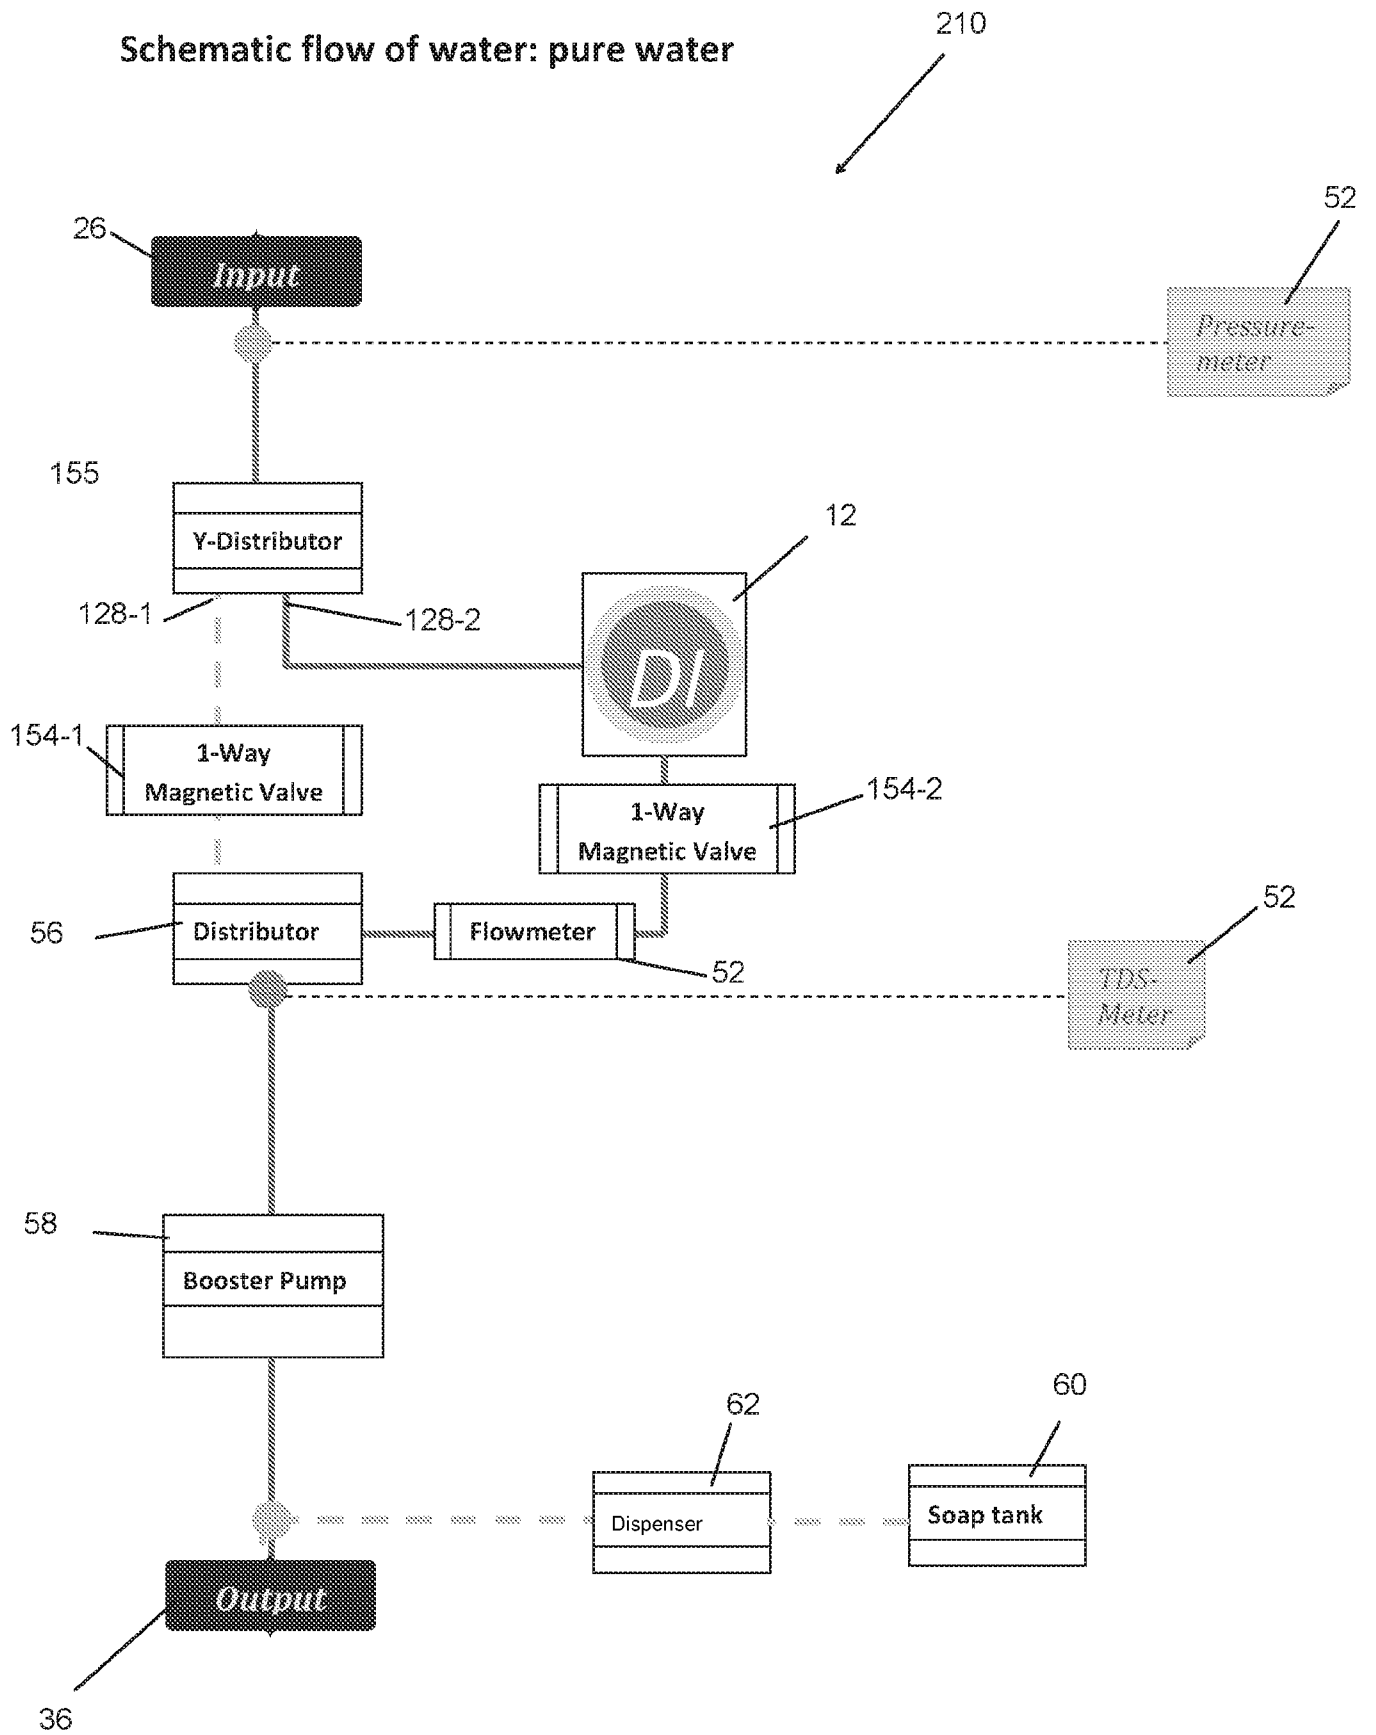 Schematic flow of water: pure water
210
52
26
Input
Pressure-
meter
155
Y-Distributor
12
128-1
128-2
DI
154-1
1-Way
Magnetic Valve
154-2
1-Way
Magnetic Valve
56
Distributor
Flowmeter
52
52
TDS-
Meter
58
Booster Pump
62
60
Dispenser
Soap tank
Output
36